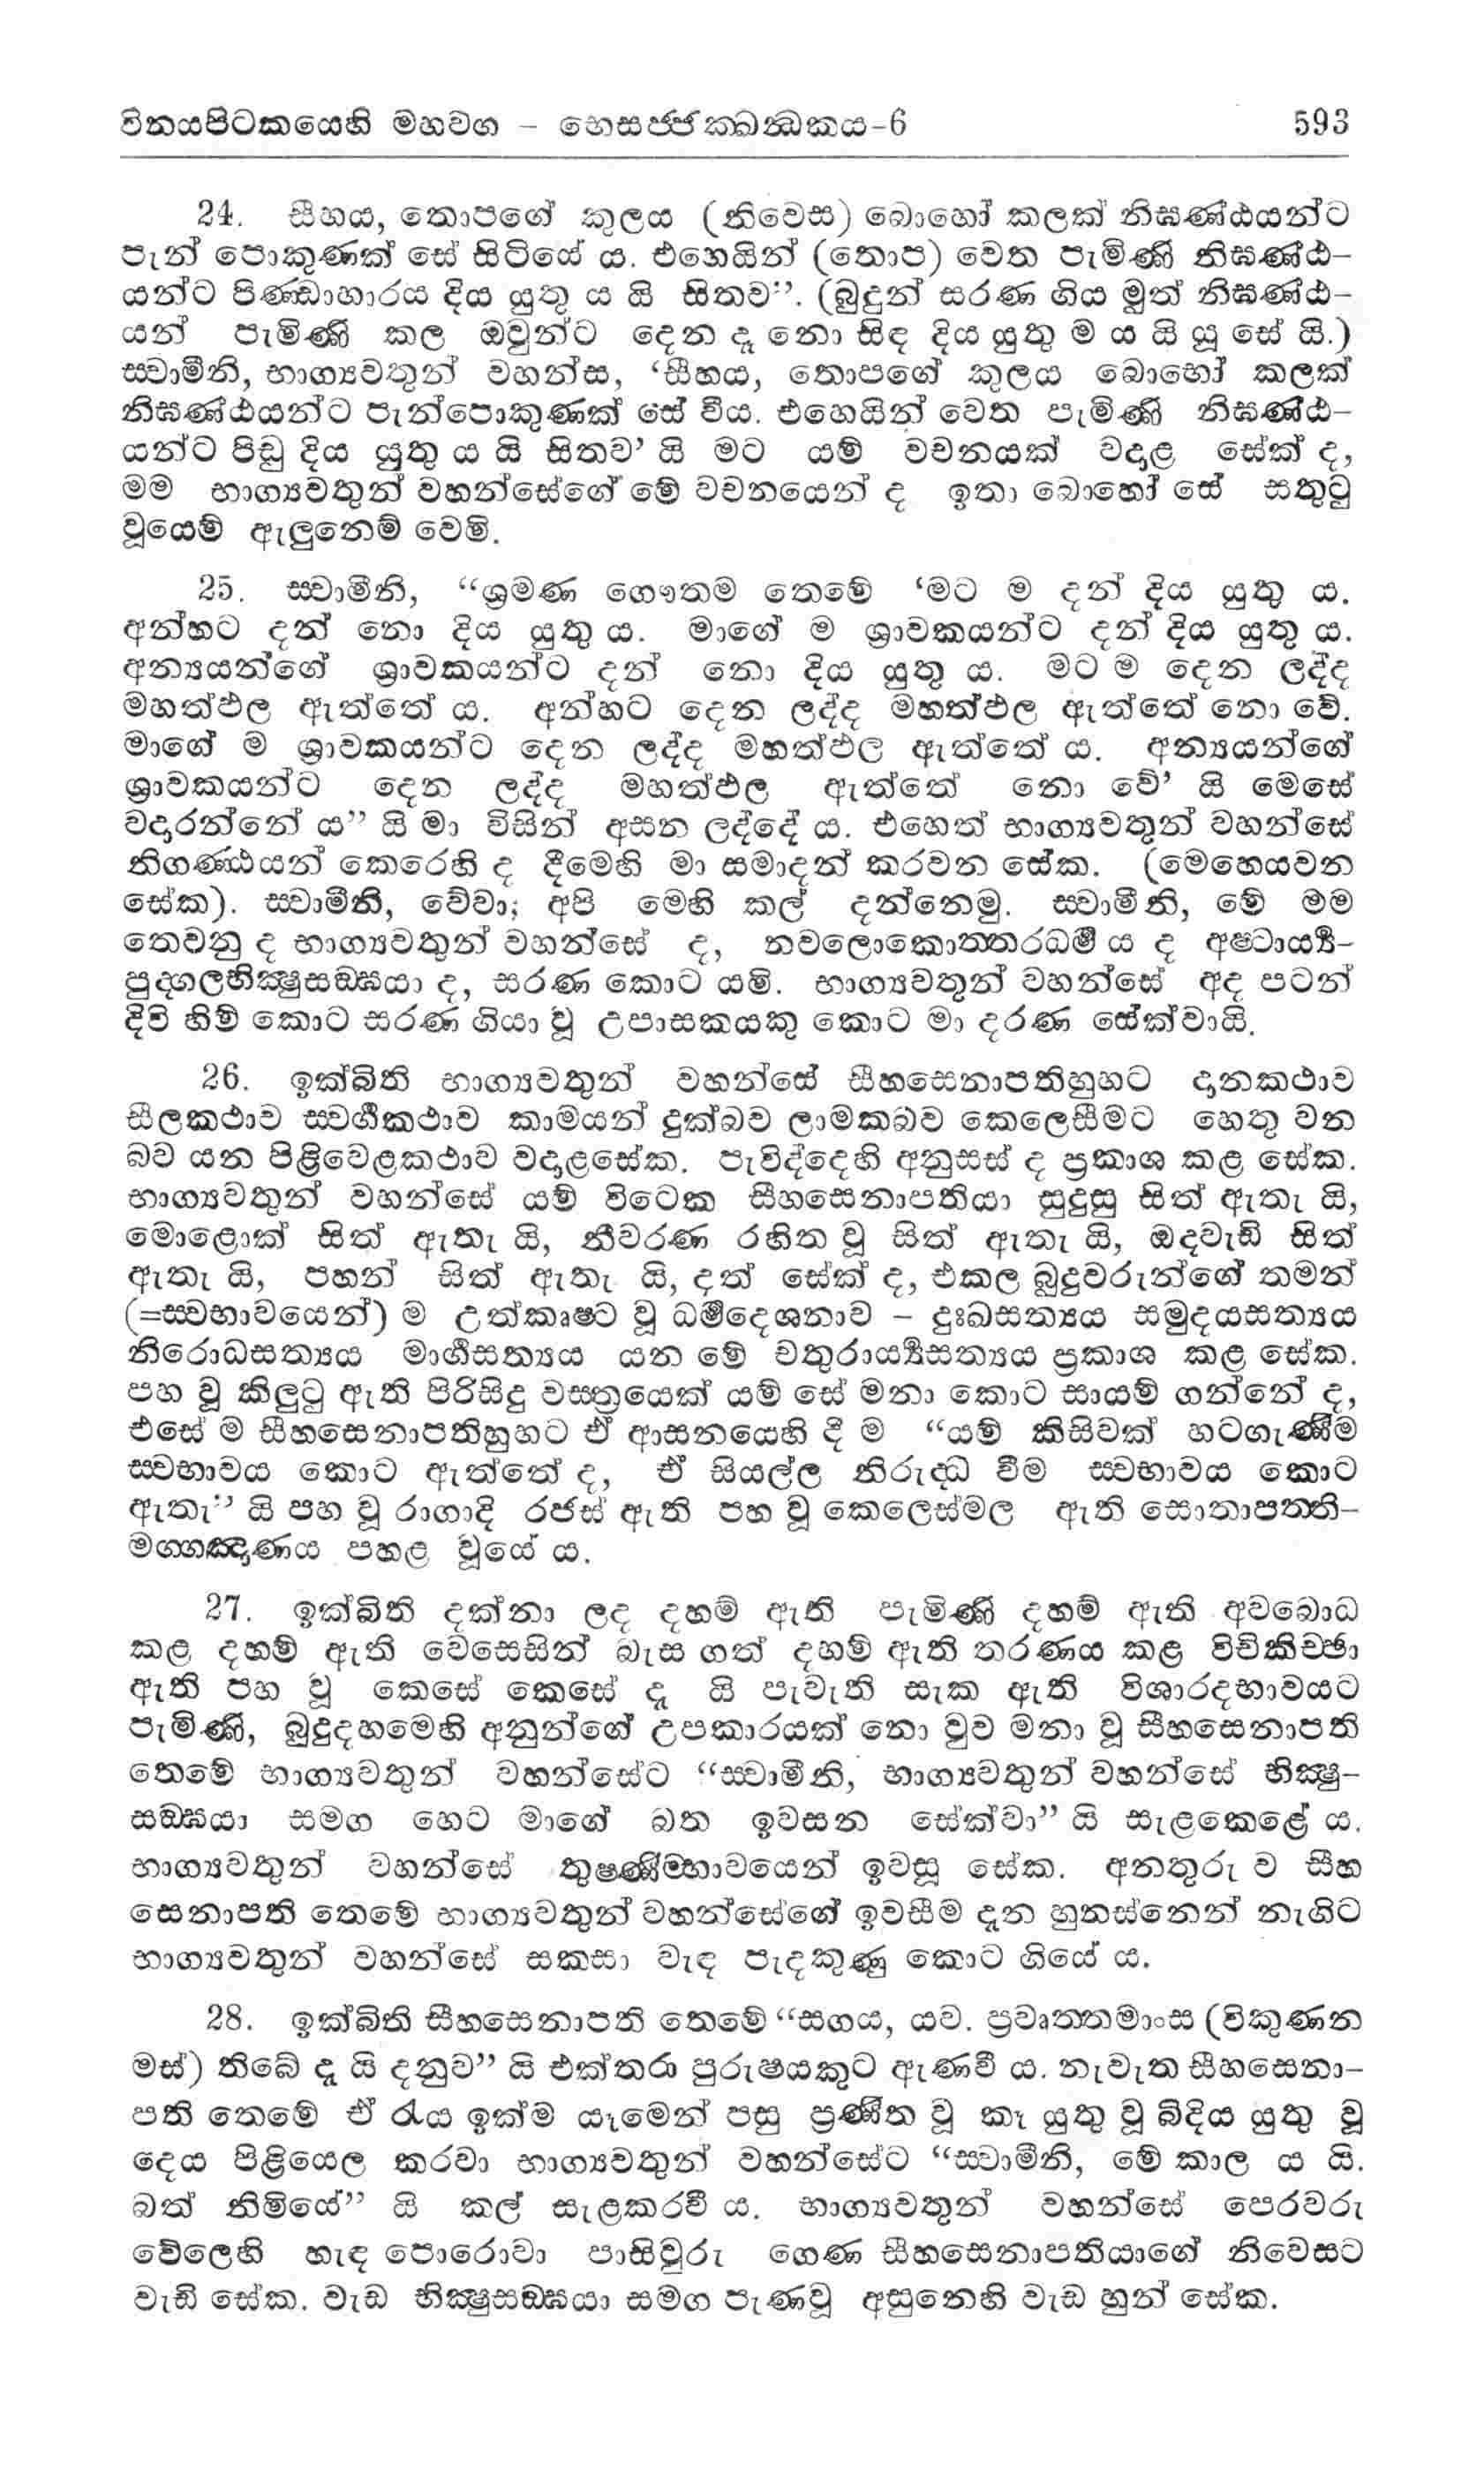 විනයපිටකයෙහි මහවග – භෙසජ්ජක්ඛන්ධකය-6 593
24. සීහය, තොපගේ කුලය (නිවෙස) බොහෝ කලක් නිඝණ්ඨයන්ට
පැන් පොකුණක් සේ සිටියේ ය. එහෙයින් (තොප) වෙත පැමිණි නිඝණ්ඨ-
යන්ට පිණ්ඩාහාරය දිය යුතු ය යි සිතව”. (බුදුන් සරණ ගිය මුත් නිඝණ්ඨ-
යන් පැමිණි කල ඔවුන්ට දෙන දෑ නො සිඳ දිය යුතු ම ය යි යූ සේ යි.)
ස්වාමීනි, භාග්‍යවතුන් වහන්ස, ‘සීහය, තොපගේ කුලය බොහෝ කලක්
නිඝණ්ඨයන්ට පැන්පොකුණක් සේ වීය. එහෙයින් වෙත පැමිණි නිඝණ්ඨ-
යන්ට පිඩු දිය යුතු ය යි සිතව’ යි මට යම් වචනයක් වදාළ සේක් ද,
මම භාග්‍යවතුන් වහන්සේගේ මේ වචනයෙන් ද ඉතා බොහෝ සේ සතුටු
වූයෙම් ඇලුනෙම් වෙමි.
25. ස්වාමීනි, “ශ්‍රමණ ගෞතම තෙමේ ‘මට ම දන් දිය යුතු ය.
අන්හට දන් නො දිය යුතු ය. මාගේ ම ශ්‍රාවකයන්ට දන් දිය යුතු ය.
අන්‍යයන්ගේ ශ්‍රාවකයන්ට දන් නො දිය යුතු ය. මට ම දෙන ලද්ද
මහත්ඵල ඇත්තේ ය. අන්හට දෙන ලද්ද මහත්ඵල ඇත්තේ නො වේ.
මාගේ ම ශ්‍රාවකයන්ට දෙන ලද්ද මහත්ඵල ඇත්තේ ය. අන්‍යයන්ගේ
ශ්‍රාවකයන්ට දෙන ලද්ද මහත්ඵල ඇත්තේ නො වේ’ යි මෙසේ
වදාරන්නේ ය” යි මා විසින් අසන ලද්දේ ය. එහෙත් භාග්‍යවතුන් වහන්සේ
නිගණ්ඨයන් කෙරෙහි ද දීමෙහි මා සමාදන් කරවන සේක. (මෙහෙයවන
සේක). ස්වාමීනි, වේවා; අපි මෙහි කල් දන්නෙමු. ස්වාමීනි, මේ මම
තෙවනු ද භාග්‍යවතුන් වහන්සේ ද, නවලොකොත්තරධර්‍ම ය ද අෂ්ටාර්‍ය්‍ය-
පුද්ගලභික්‍ෂුසඞ්ඝයා ද, සරණ කොට යමි. භාග්‍යවතුන් වහන්සේ අද පටන්
දිවි හිම් කොට සරණ ගියා වූ උපාසකයකු කොට මා දරණ සේක්වායි.
26. ඉක්බිති භාග්‍යවතුන් වහන්සේ සීහසෙනාපතිහුහට දානකථාව
සීලකථාව ස්වර්‍ගකථාව කාමයන් දුක්බව ලාමකබව කෙලෙසීමට හෙතු වන
බව යන පිළිවෙළකථාව වදාළසේක. පැවිද්දෙහි අනුසස් ද ප්‍රකාශ කළ සේක.
භාග්‍යවතුන් වහන්සේ යම් විටෙක සීහසෙනාපතියා සුදුසු සිත් ඇතැ යි,
මොළොක් සිත් ඇතැ යි, නීවරණ රහිත වූ සිත් ඇතැ යි, ඔදවැඩි සිත්
ඇතැ යි, පහන් සිත් ඇතැ යි, දත් සේක් ද, එකල බුදුවරුන්ගේ තමන්
(=ස්වභාවයෙන්) ම උත්කෘෂ්ට වූ ධර්‍මදෙශනාව – දුඃඛසත්‍යය සමුදයසත්‍යය
නිරොධසත්‍යය මාර්‍ගසත්‍යය යන මේ චතුරාර්‍ය්‍යසත්‍යය ප්‍රකාශ කළ සේක.
පහ වූ කිලුටු ඇති පිරිසිදු වස්ත්‍රයෙක් යම් සේ මනා කොට සායම් ගන්නේ ද,
එසේ ම සීහසෙනාපතිහුහට ඒ ආසනයෙහි දී ම “යම් කිසිවක් හටගැණීම
ස්වභාවය කොට ඇත්තේ ද, ඒ සියල්ල නිරුද්ධ වීම ස්වභාවය කොට
ඇතැ” යි පහ වූ රාගාදි රජස් ඇති පහ වූ කෙලෙස්මල ඇති සොතාපත්ති-
මග්ගඤාණය පහළ වූයේ ය.
27. ඉක්බිති දක්නා ලද දහම් ඇති පැමිණි දහම් ඇති අවබොධ
කළ දහම් ඇති වෙසෙසින් බැස ගත් දහම් ඇති තරණය කළ විචිකිච්ඡා
ඇති පහ වූ කෙසේ කෙසේ දෑ යි පැවැති සැක ඇති විශාරදභාවයට
පැමිණි, බුදුදහමෙහි අනුන්ගේ උපකාරයක් නො වුව මනා වූ සීහසෙනාපති
තෙමේ භාග්‍යවතුන් වහන්සේට “ස්වාමීනි, භාග්‍යවතුන් වහන්සේ භික්‍ෂු-
සඞ්ඝයා සමග හෙට මාගේ බත ඉවසන සේක්වා” යි සැළකෙළේ ය.
භාග්‍යවතුන් වහන්සේ තුෂ්ණීම්භාවයෙන් ඉවසූ සේක. අනතුරු ව සීහ
සෙනාපති තෙමේ භාග්‍යවතුන් වහන්සේගේ ඉවසීම දැන හුනස්නෙන් නැගිට
භාග්‍යවතුන් වහන්සේ සකසා වැඳ පැදකුණු කොට ගියේ ය.
28. ඉක්බිති සීහසෙනාපති තෙමේ “සගය, යව. ප්‍රවෘත්තමාංස (විකුණන
මස්) තිබේ දැ යි දනුව” යි එක්තරා පුරුෂයකුට ඇණවී ය. නැවැත සීහසෙනා-
පති තෙමේ ඒ රැය ඉක්ම යෑමෙන් පසු ප්‍රණීත වූ කෑ යුතු වූ බිදිය යුතු වූ
දෙය පිළියෙල කරවා භාග්‍යවතුන් වහන්සේට “ස්වාමීනි, මේ කාල ය යි.
බත් නිමියේ” යි කල් සැළකරවී ය. භාග්‍යවතුන් වහන්සේ පෙරවරු
වේලෙහි හැඳ පොරොවා පාසිවුරු ගෙණ සීහසෙනාපතියාගේ නිවෙසට
වැඩි සේක. වැඩ භික්‍ෂුසඞ්ඝයා සමග පැණවූ අසුනෙහි වැඩ හුන් සේක.